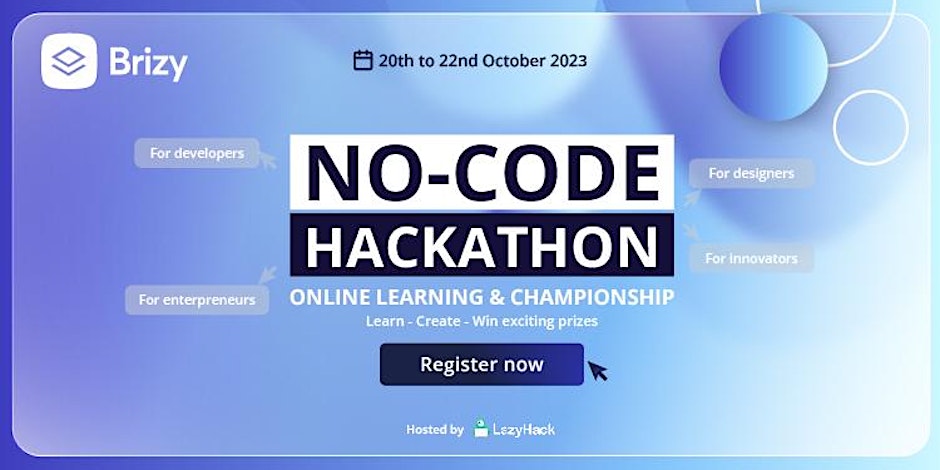 Brizy
20th to 22nd October 2023
For developers
NO-CODE
For designers
HACKATHON
For innovators
For enterpreneurs
ONLINE LEARNING & CHAMPIONSHIP
Learn - Create - Win exciting prizes
Register now
Hosted by LazyHack